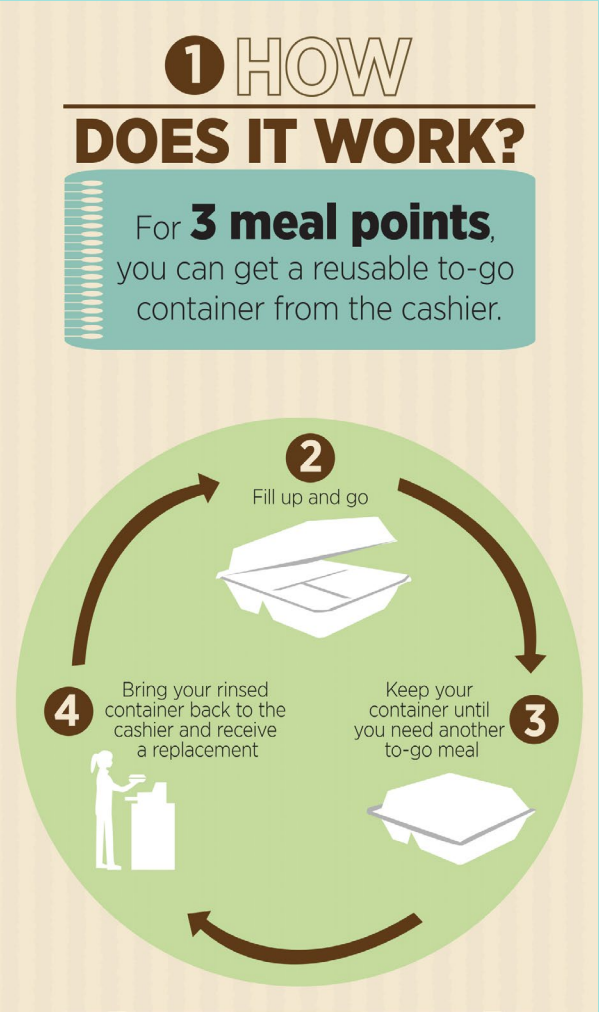 1 HOW
DOES IT WORK?
For 3 meal points,
you can get a reusable to-go
container from the cashier.
2
Fill up and go
3
Keep your
container until
you need another
to-go meal
4
Bring your rinsed
container back to the
cashier and receive
a replacement